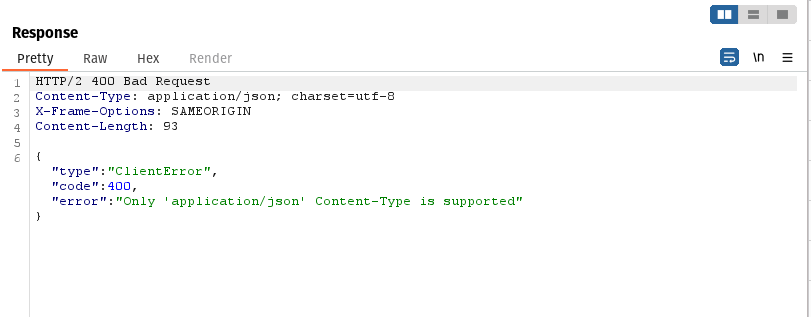 Response
Pretty Raw Hex Render \n
1 HTTP/2 400 Bad Request
2 Content-Type: application/json; charset=utf-8
3 X-Frame-Options: SAMEORIGIN
4 Content-Length: 93
5
6 {
"type":"ClientError",
"code":400,
"error":"Only 'application/json' Content-Type is supported"
}